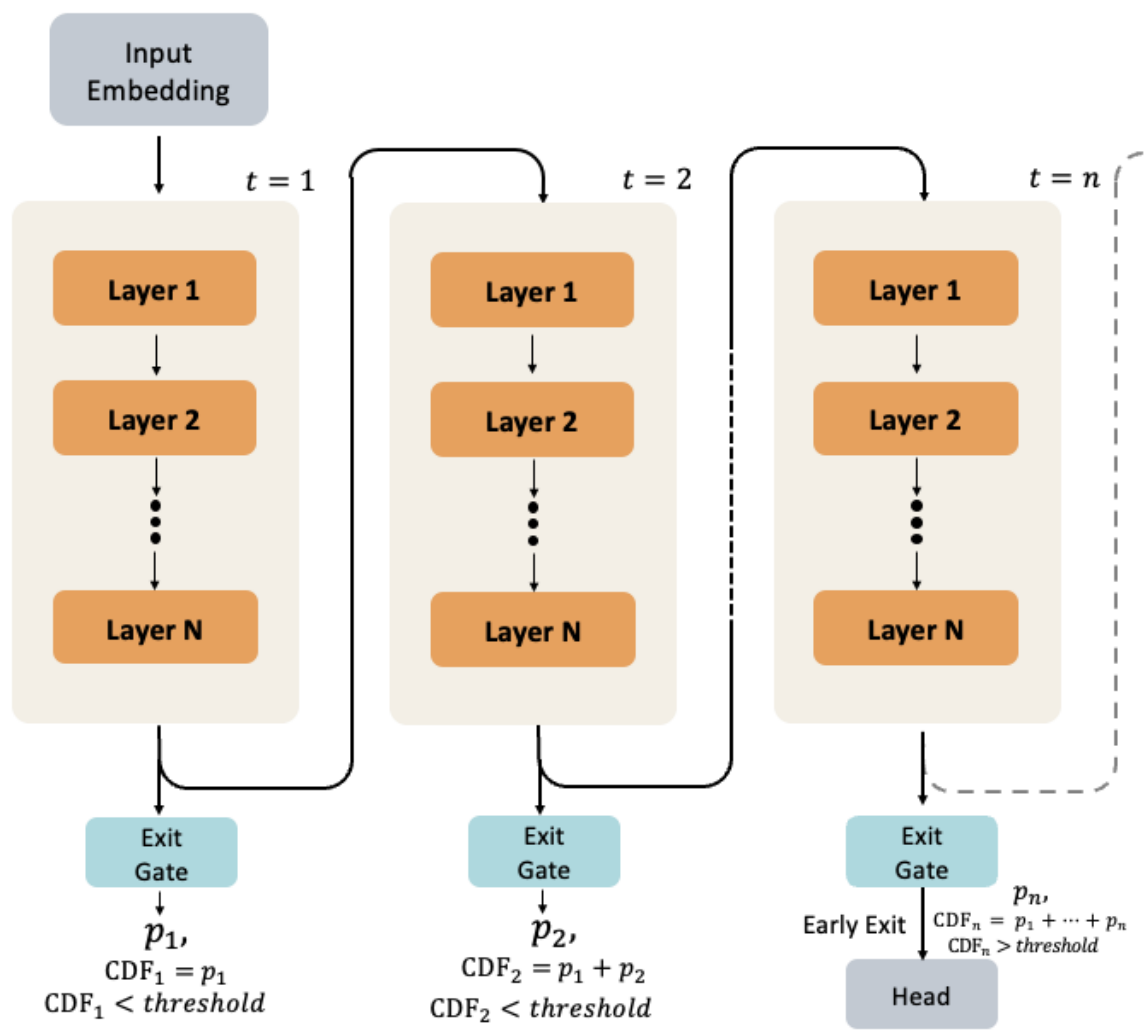 Input
Embedding
t = 1
Layer 1
Layer 2
Layer N
Exit
Gate
p₁,
CDF₁ = p₁
CDF₁ < threshold
t = 2
Layer 1
Layer 2
Layer N
Exit
Gate
p₂,
CDF₂ = p₁ + p₂
CDF₂ < threshold
t = n
Layer 1
Layer 2
Layer N
Exit
Gate
Early Exit
pₙ,
CDFₙ = p₁ + ⋯ + pₙ
CDFₙ > threshold
Head